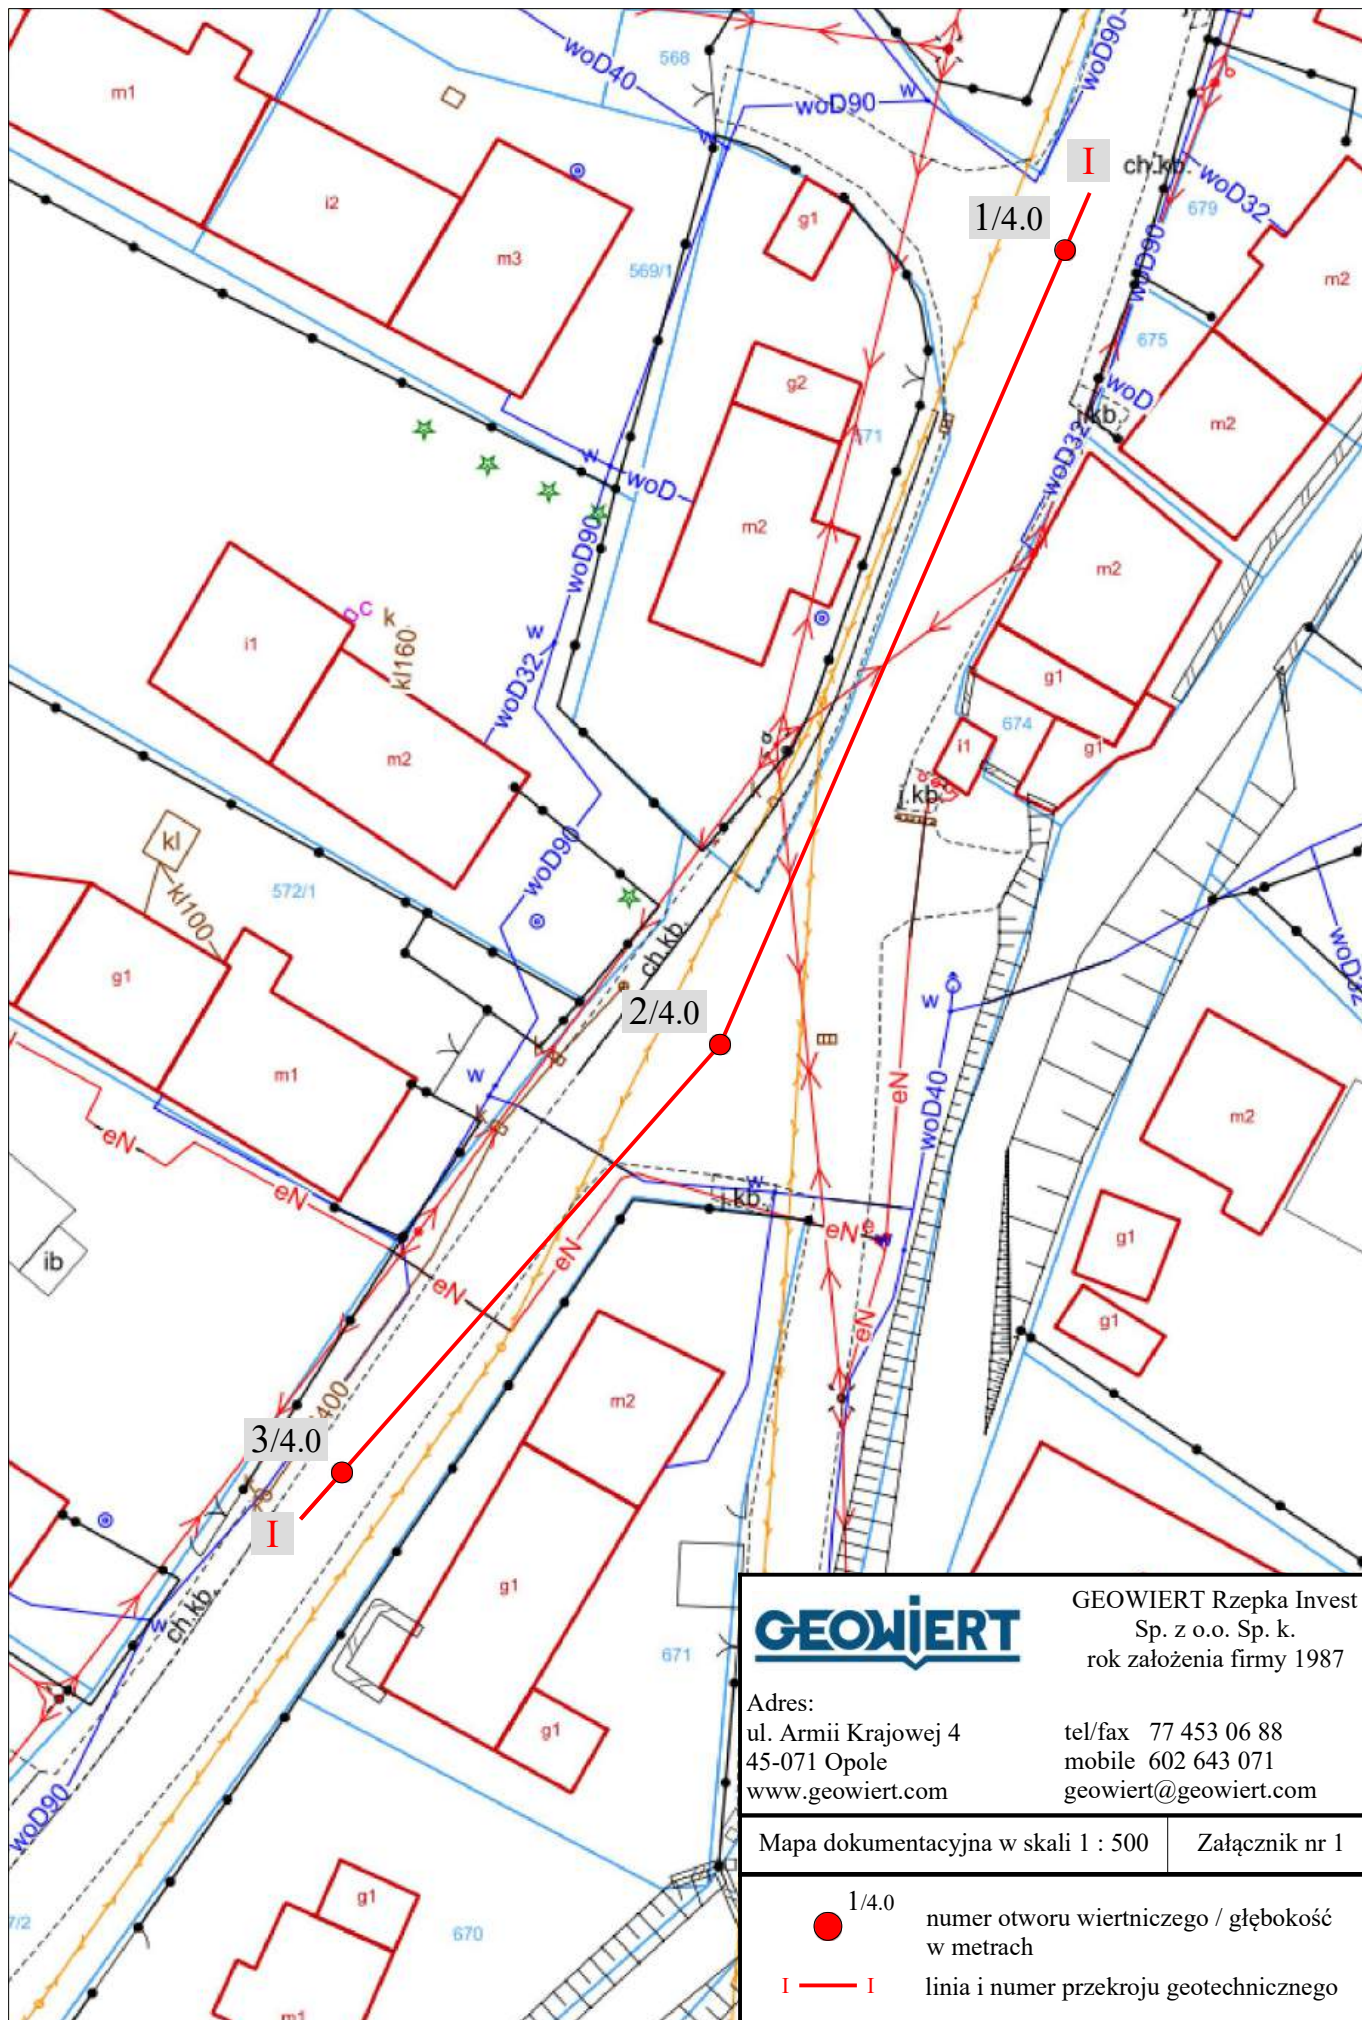 568
woD40
woD90
w
woD90
m1
w
I
ch.kb.
woD32
i2
g1
1/4.0
679
m3
569/1
woD90
m2
675
g2
woD
j.kb.
571
m2
w
woD
woD32
m2
woD90
m2
c
k
i1
kl160
w
g1
woD32
674
m2
i1
g1
k
j.kb.
kl
woD90
572/1
kl100
ch.kb.
woD32
g1
w
2/4.0
m1
k
w
eN
woD40
m2
k
eN
eN
w
j.kb.
eN
e
w
g1
ib
eN
eN
eN
g1
400
m2
3/4.0
k
I
g1
ch.kb.
w
671
g1
woD90
g1
7/2
670
m1
GEOWIERT
GEOWIERT Rzepka Invest
Sp. z o.o. Sp. k.
rok założenia firmy 1987
Adres:
ul. Armii Krajowej 4
45-071 Opole
www.geowiert.com
tel/fax 77 453 06 88
mobile 602 643 071
geowiert@geowiert.com
Mapa dokumentacyjna w skali 1 : 500
Załącznik nr 1
1/4.0
numer otworu wiertniczego / głębokość
w metrach
I I
linia i numer przekroju geotechnicznego